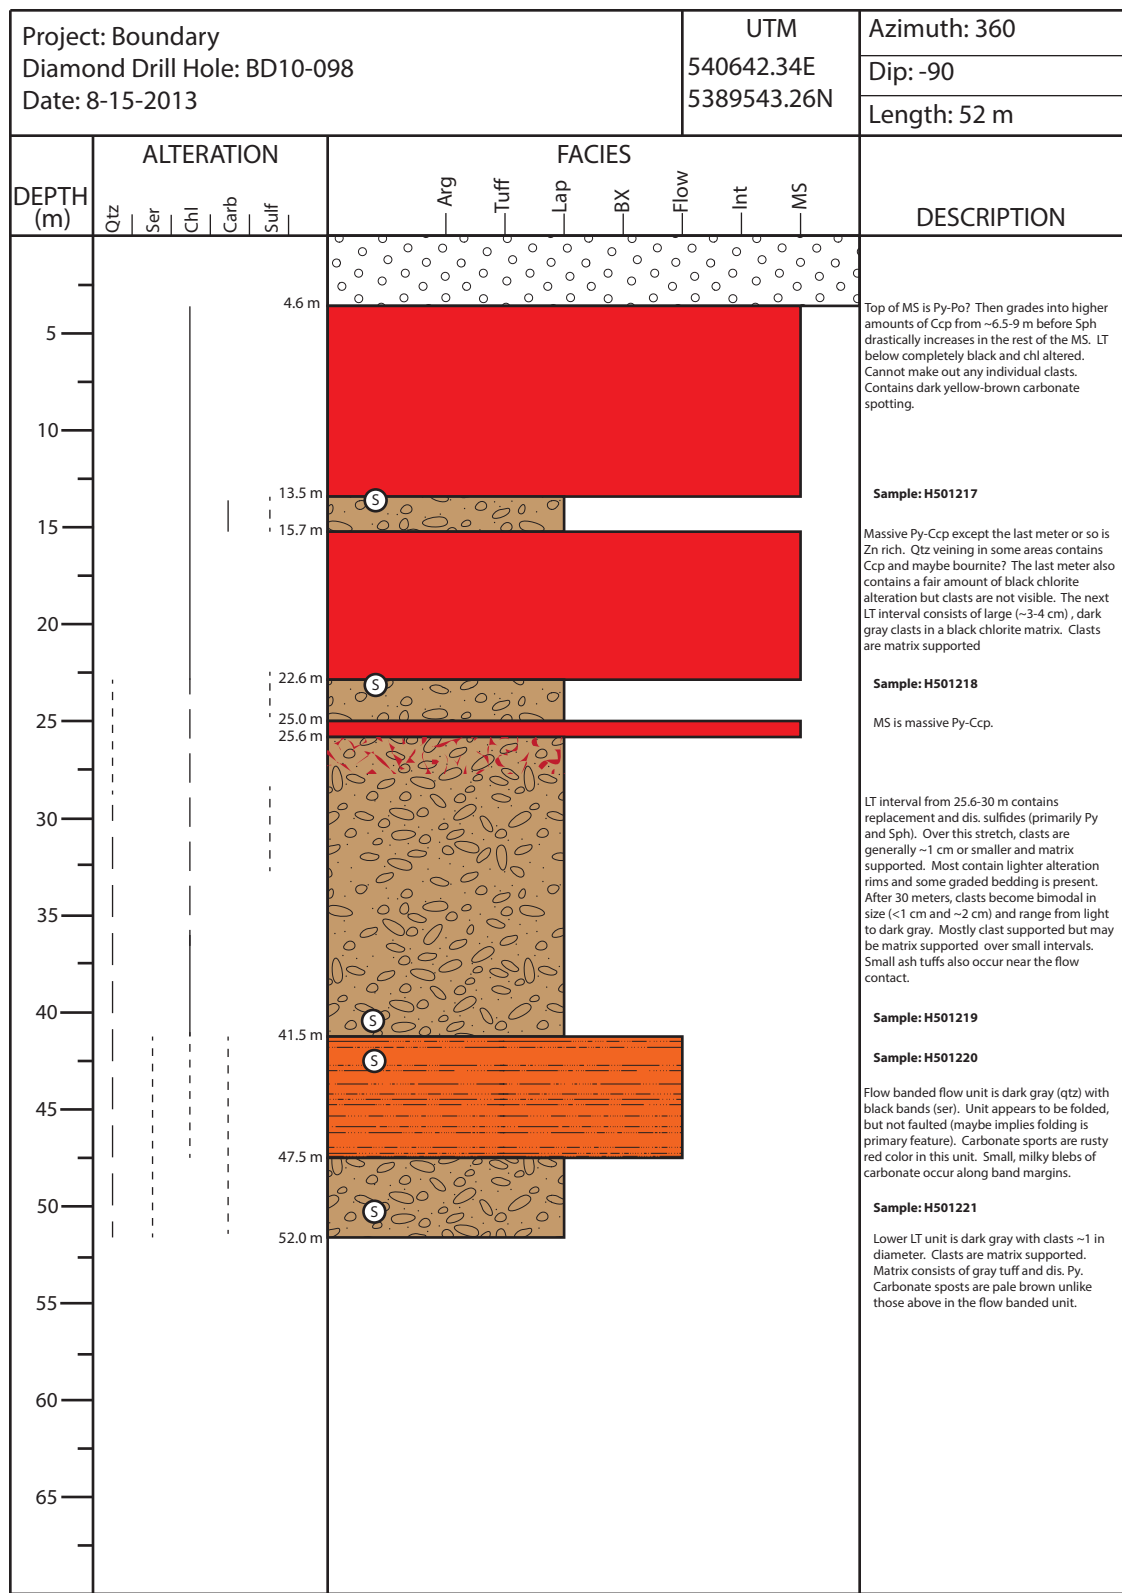 Project: Boundary
Diamond Drill Hole: BD10-098
Date: 8-15-2013
UTM
540642.34E
5389543.26N
Azimuth: 360
Dip: -90
Length: 52 m
DEPTH
(m)
ALTERATION
Qtz
Ser
Chl
Carb
Sulf
FACIES
Arg
Tuff
Lap
BX
Flow
Int
MS
DESCRIPTION
5
10
15
20
25
30
35
40
45
50
55
60
65
4.6 m
13.5 m
15.7 m
22.6 m
25.0 m
25.6 m
41.5 m
47.5 m
52.0 m
S
S
S
S
S
Top of MS is Py-Po? Then grades into higher
amounts of Ccp from ~6.5-9 m before Sph
drastically increases in the rest of the MS. LT
below completely black and chl altered.
Cannot make out any individual clasts.
Contains dark yellow-brown carbonate
spotting.
Sample: H501217
Massive Py-Ccp except the last meter or so is
Zn rich. Qtz veining in some areas contains
Ccp and maybe bournite? The last meter also
contains a fair amount of black chlorite
alteration but clasts are not visible. The next
LT interval consists of large (~3-4 cm) , dark
gray clasts in a black chlorite matrix. Clasts
are matrix supported
Sample: H501218
MS is massive Py-Ccp.
LT interval from 25.6-30 m contains
replacement and dis. sulfides (primarily Py
and Sph). Over this stretch, clasts are
generally ~1 cm or smaller and matrix
supported. Most contain lighter alteration
rims and some graded bedding is present.
After 30 meters, clasts become bimodal in
size (<1 cm and ~2 cm) and range from light
to dark gray. Mostly clast supported but may
be matrix supported over small intervals.
Small ash tuffs also occur near the flow
contact.
Sample: H501219
Sample: H501220
Flow banded flow unit is dark gray (qtz) with
black bands (ser). Unit appears to be folded,
but not faulted (maybe implies folding is
primary feature). Carbonate sports are rusty
red color in this unit. Small, milky blebs of
carbonate occur along band margins.
Sample: H501221
Lower LT unit is dark gray with clasts ~1 in
diameter. Clasts are matrix supported.
Matrix consists of gray tuff and dis. Py.
Carbonate sposts are pale brown unlike
those above in the flow banded unit.